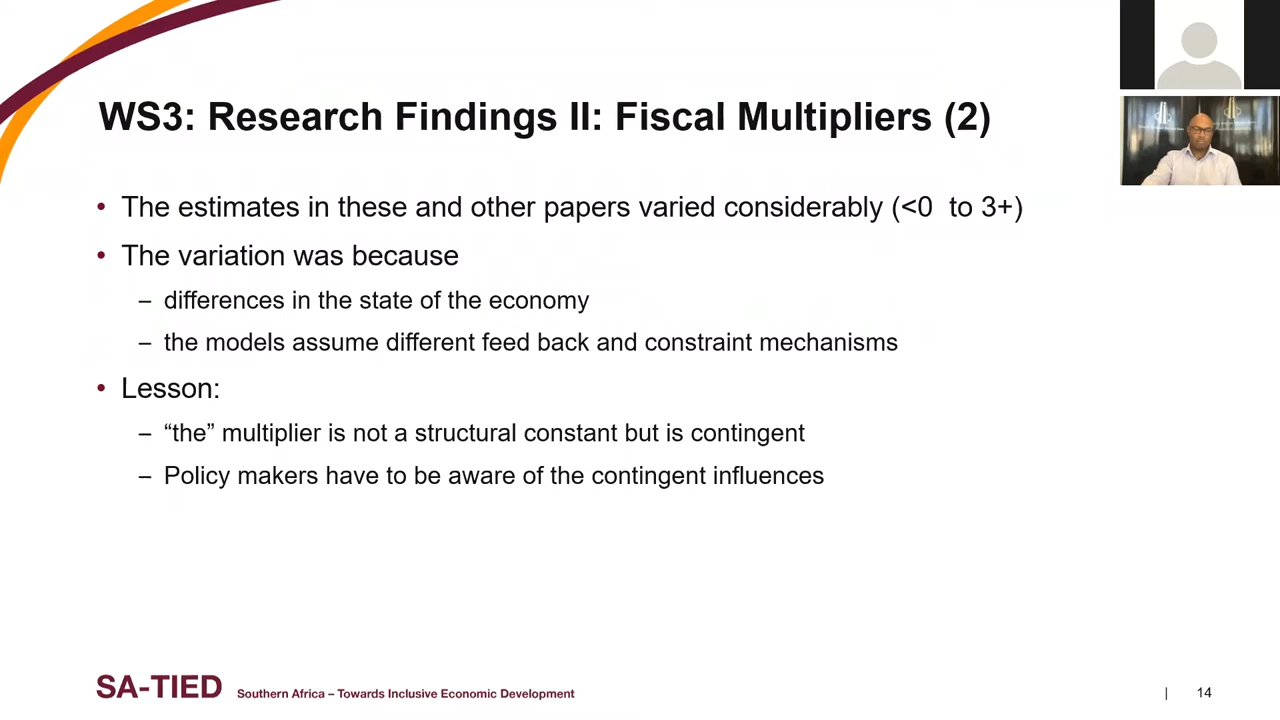 WS3: Research Findings II: Fiscal Multipliers (2)
• The estimates in these and other papers varied considerably (<0  to 3+)
• The variation was because
– differences in the state of the economy
– the models assume different feed back and constraint mechanisms
• Lesson:
– “the” multiplier is not a structural constant but is contingent
– Policy makers have to be aware of the contingent influences
SA-TIED Southern Africa – Towards Inclusive Economic Development
| 14